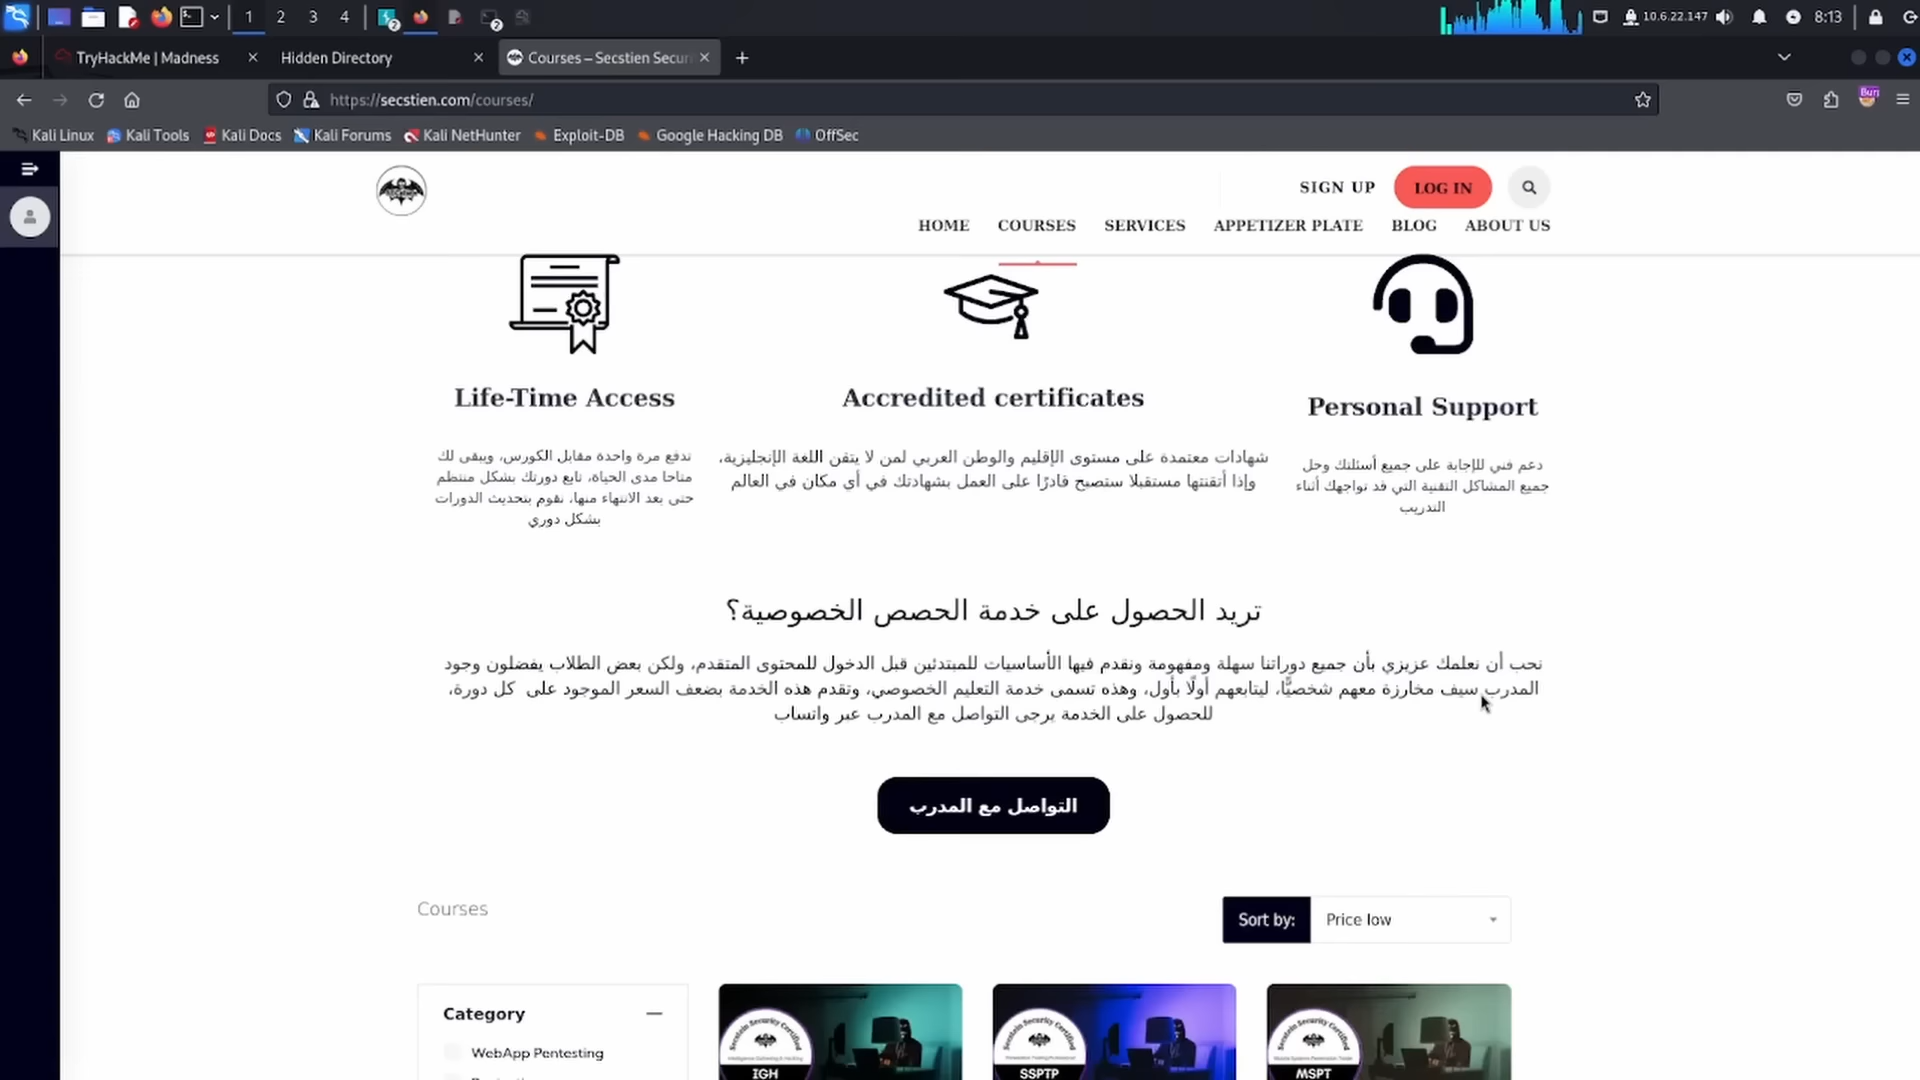 1 2 3 4
10.6.22.147 8:13
TryHackMe | Madness
Hidden Directory
Courses – Secstien Secur
https://secstien.com/courses/
Kali Linux Kali Tools Kali Docs Kali Forums Kali NetHunter Exploit-DB Google Hacking DB OffSec
SIGN UP LOG IN
HOME COURSES SERVICES APPETIZER PLATE BLOG ABOUT US
Life-Time Access
تدفع مرة واحدة مقابل الكورس، ويبقى لك
متاحا مدى الحياة، تابع دورتك بشكل منتظم
حتى بعد الانتهاء منها، نقوم بتحديث الدورات
بشكل دوري
Accredited certificates
شهادات معتمدة على مستوى الإقليم والوطن العربي لمن لا يتقن اللغة الإنجليزية،
وإذا أتقنتها مستقبلا ستصبح قادرًا على العمل بشهادتك في أي مكان في العالم
Personal Support
دعم فني للإجابة على جميع أسئلتك وحل
جميع المشاكل التقنية التي قد تواجهك أثناء
التدريب
تريد الحصول على خدمة الحصص الخصوصية؟
نحب أن نعلمك عزيزي بأن جميع دوراتنا سهلة ومفهومة ونقدم فيها الأساسيات للمبتدئين قبل الدخول للمحتوى المتقدم، ولكن بعض الطلاب يفضلون وجود
المدرب سيف مخارزة معهم شخصيًّا، ليتابعهم أولًا بأول، وهذه تسمى خدمة التعليم الخصوصي، وتقدم هذه الخدمة بضعف السعر الموجود على كل دورة،
للحصول على الخدمة يرجى التواصل مع المدرب عبر واتساب
التواصل مع المدرب
Courses
Sort by: Price low
Category
WebApp Pentesting
IGH
SSPTP
MSPT